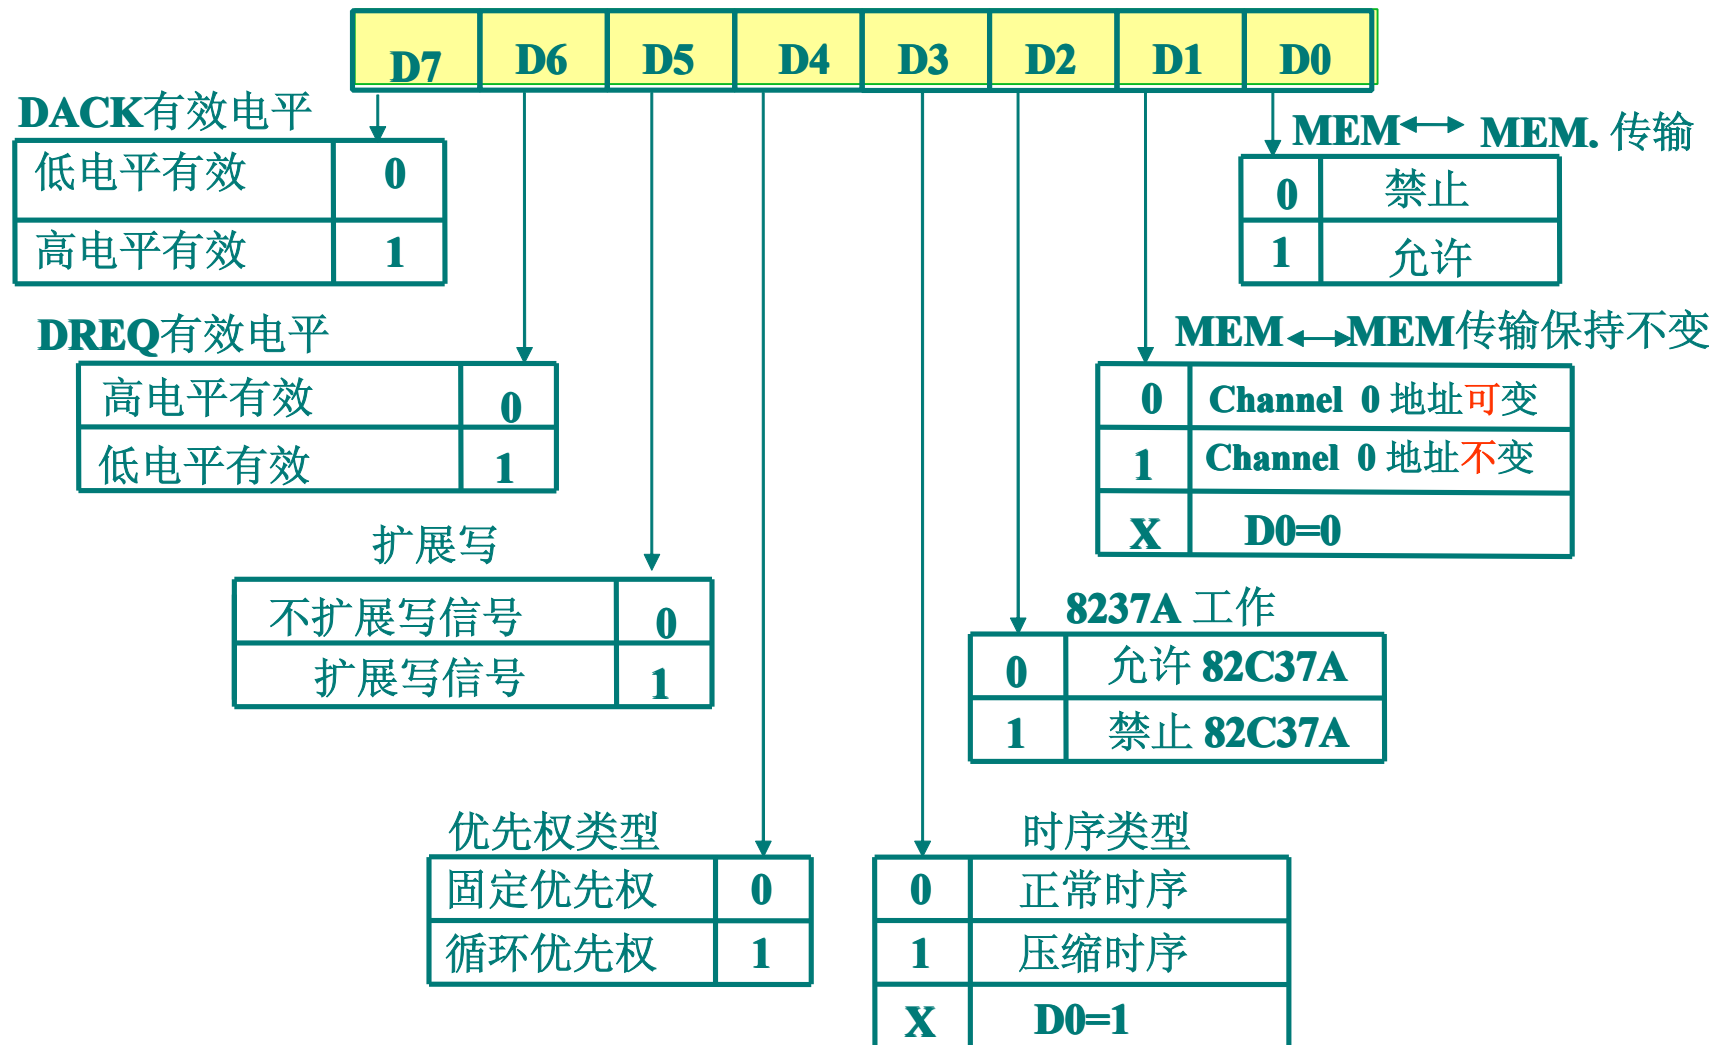 D7 D6 D5 D4 D3 D2 D1 D0
DACK有效电平
低电平有效 0
高电平有效 1
MEM MEM. 传输
0 禁止
1 允许
DREQ有效电平
高电平有效 0
低电平有效 1
MEM MEM传输保持不变
0 Channel 0 地址可变
1 Channel 0 地址不变
X D0=0
扩展写
不扩展写信号 0
扩展写信号 1
8237A 工作
0 允许 82C37A
1 禁止 82C37A
优先权类型
固定优先权 0
循环优先权 1
时序类型
0 正常时序
1 压缩时序
X D0=1